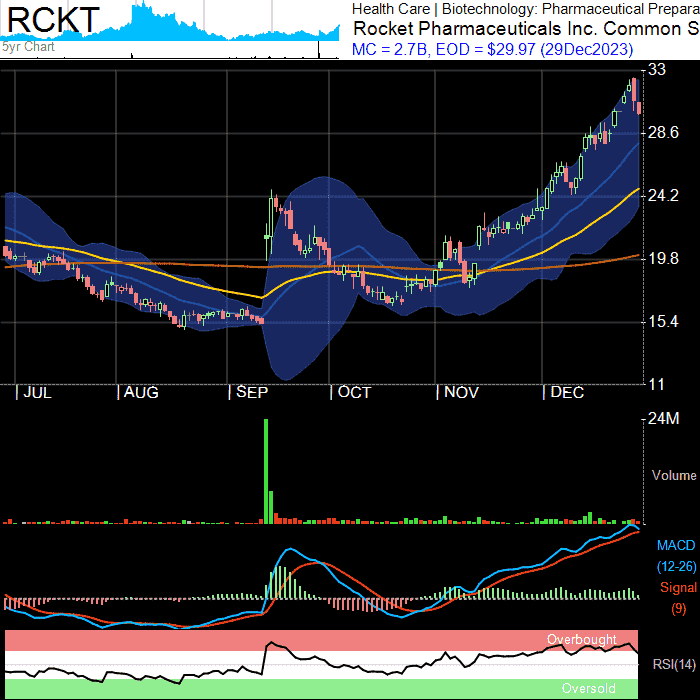 RCKT
5yr Chart
Health Care | Biotechnology: Pharmaceutical Prepara
Rocket Pharmaceuticals Inc. Common S
MC = 2.7B, EOD = $29.97 (29Dec2023)
33
28.6
24.2
19.8
15.4
11
| JUL | AUG | SEP | OCT | NOV | DEC
24M
Volume
MACD
(12-26)
Signal
(9)
Overbought
RSI(14)
Oversold